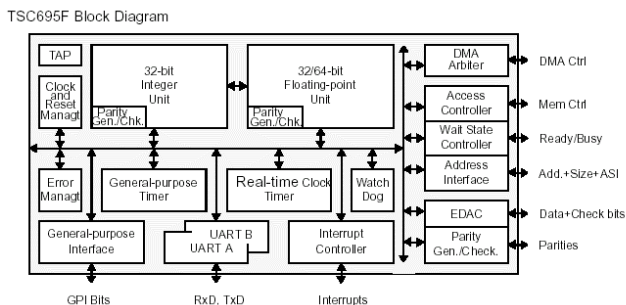 TSC695F Block Diagram
TAP
Clock
and
Reset
Managt
32-bit
Integer
Unit
Parity
Gen./Chk.
32/64-bit
Floating-point
Unit
Parity
Gen./Chk.
DMA
Arbiter
DMA Ctrl
Access
Controller
Mem Ctrl
Wait State
Controller
Ready/Busy
Address
Interface
Add.+Size+ASI
Error
Managt
General-purpose
Timer
Real-time Clock
Timer
Watch
Dog
EDAC
Data+Check bits
Parity
Gen./Check.
Parities
General-purpose
Interface
UART B
UART A
Interrupt
Controller
GPI Bits
RxD, TxD
Interrupts